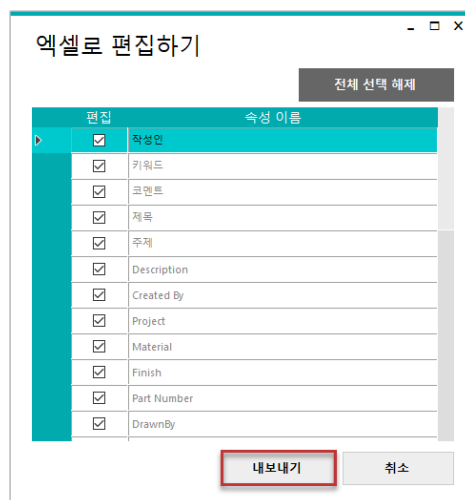 엑셀로 편집하기
전체 선택 해제
편집 속성 이름
작성인
키워드
코멘트
제목
주제
Description
Created By
Project
Material
Finish
Part Number
DrawnBy
내보내기 취소